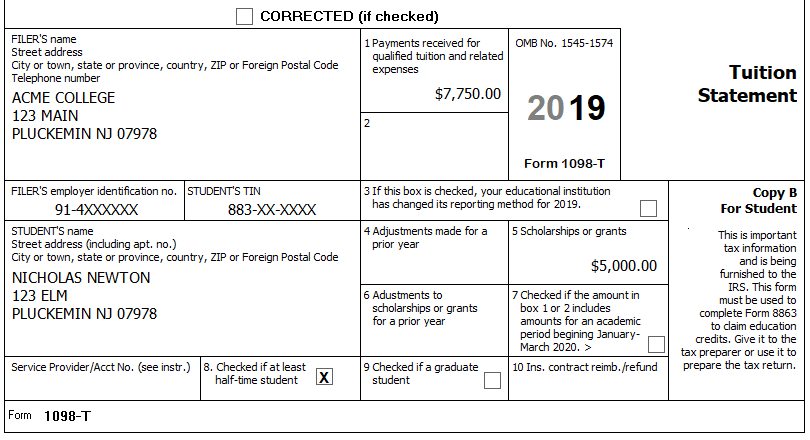 CORRECTED (if checked)
FILER'S name
Street address
City or town, state or province, country, ZIP or Foreign Postal Code
Telephone number
ACME COLLEGE
123 MAIN
PLUCKEMIN NJ 07978
1 Payments received for
qualified tuition and related
expenses
$7,750.00
2
OMB No. 1545-1574
2019
Form 1098-T
Tuition
Statement
FILER'S employer identification no.
91-4XXXXXX
STUDENT'S TIN
883-XX-XXXX
3 If this box is checked, your educational institution
has changed its reporting method for 2019.
Copy B
For Student
This is important
tax information
and is being
furnished to the
IRS. This form
must be used to
complete Form 8863
to claim education
credits. Give it to the
tax preparer or use it to
prepare the tax return.
STUDENT'S name
Street address (including apt. no.)
City or town, state or province, country, ZIP or Foreign Postal Code
NICHOLAS NEWTON
123 ELM
PLUCKEMIN NJ 07978
4 Adjustments made for a
prior year
5 Scholarships or grants
$5,000.00
6 Adustments to
scholarships or grants
for a prior year
7 Checked if the amount in
box 1 or 2 includes
amounts for an academic
period begining January-
March 2020. >
Service Provider/Acct No. (see instr.)
8. Checked if at least
half-time student
X
9 Checked if a graduate
student
10 Ins. contract reimb./refund
Form 1098-T